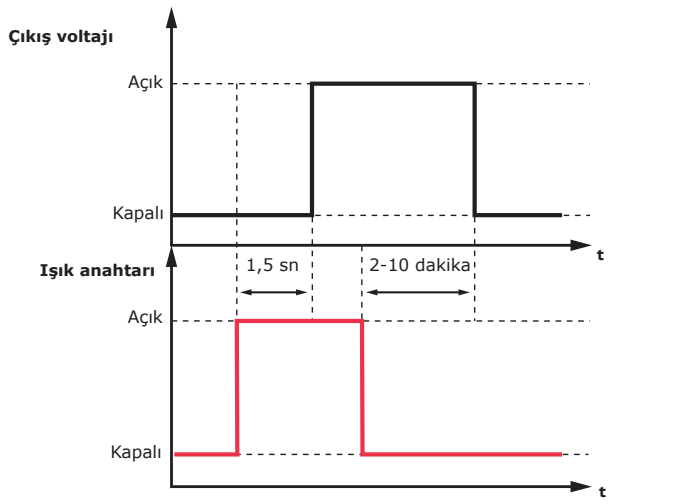 Çıkış voltajı
Açık
Kapalı
t
Işık anahtarı
1,5 sn
2-10 dakika
Açık
Kapalı
t